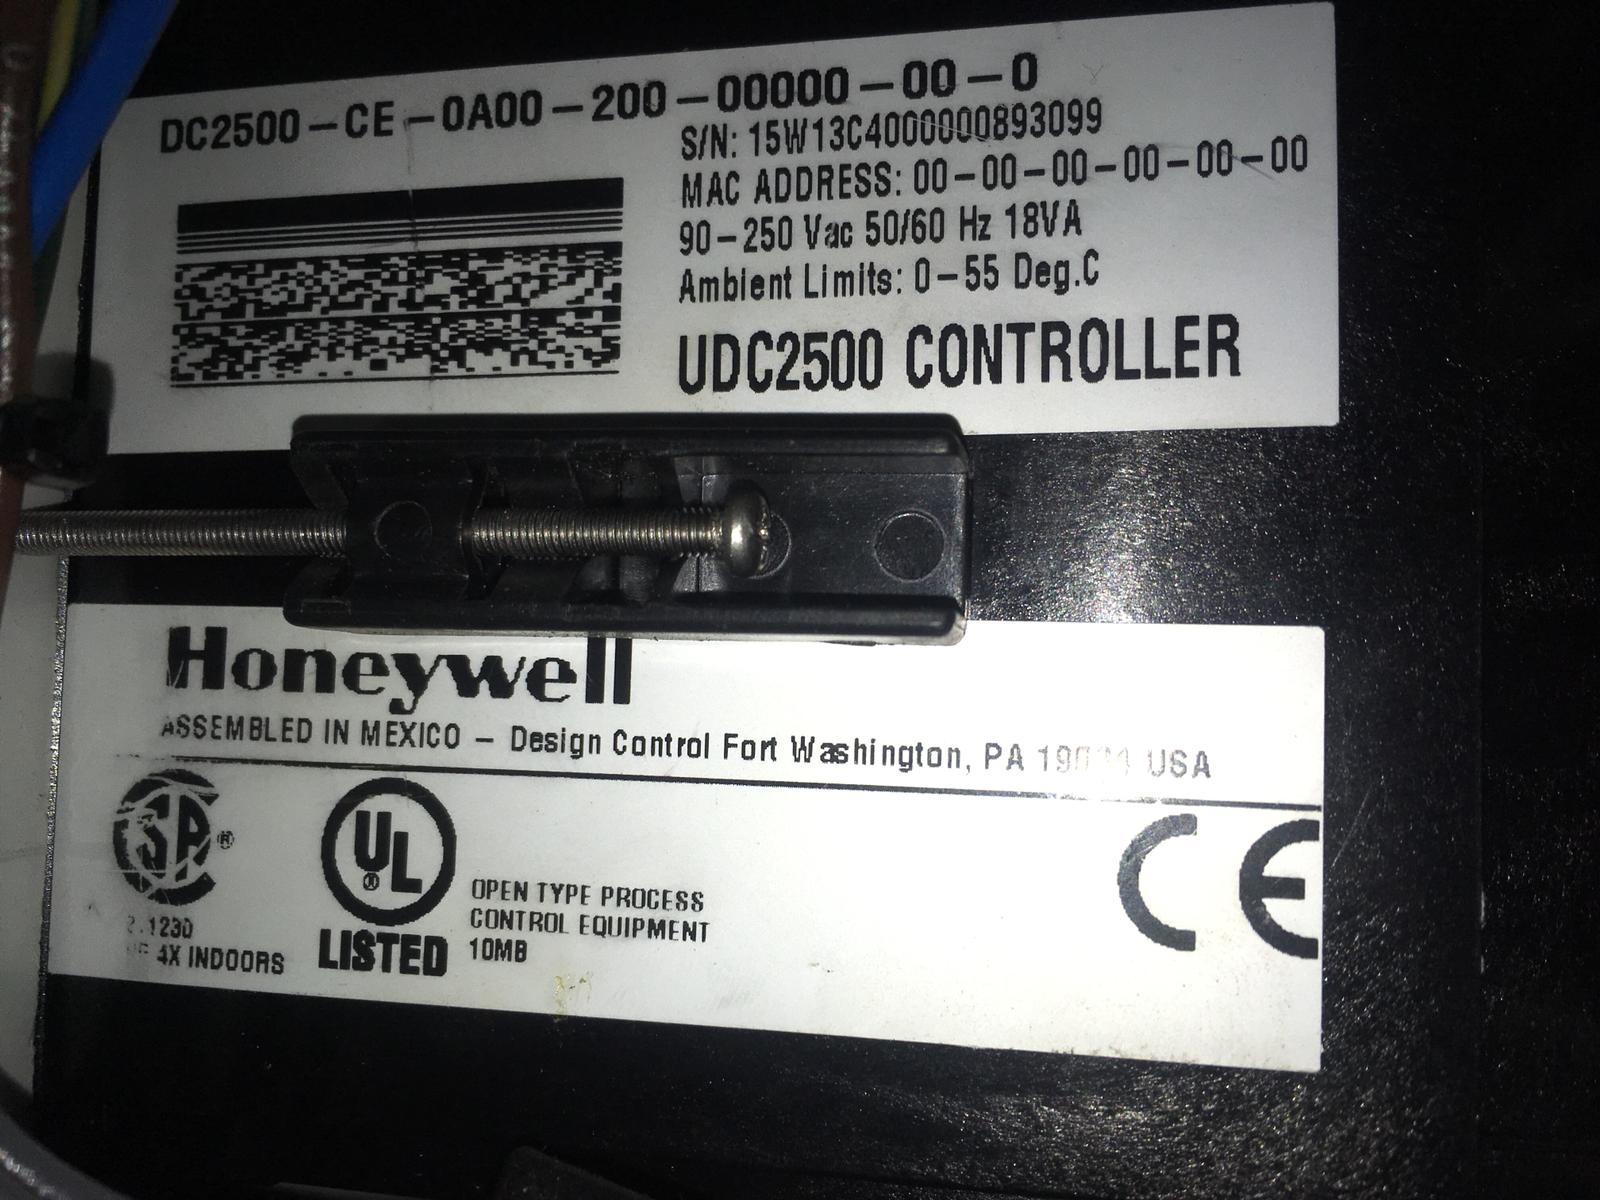 DC2500-CE-0A00-200-00000-00-0
S/N: 15W13C4000000893099
MAC ADDRESS: 00-00-00-00-00-00
90-250 Vac 50/60 Hz 18VA
Ambient Limits: 0-55 Deg.C
UDC2500 CONTROLLER
Honeywell
ASSEMBLED IN MEXICO - Design Control Fort Washington, PA USA
®
UL
®
LISTED
OPEN TYPE PROCESS
CONTROL EQUIPMENT
10MB
4X INDOORS
CE